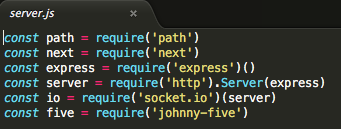 server.js ×
const path = require('path')
const next = require('next')
const express = require('express')()
const server = require('http').Server(express)
const io = require('socket.io')(server)
const five = require('johnny-five')